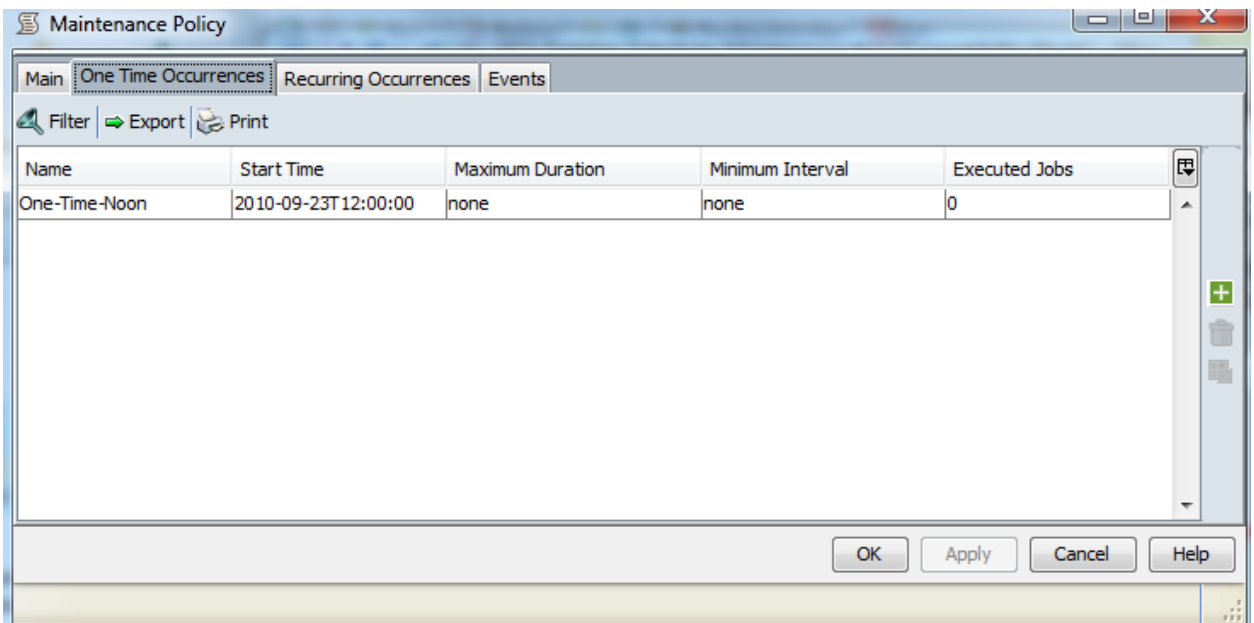 Maintenance Policy
Main One Time Occurrences Recurring Occurrences Events
Filter Export Print
Name Start Time Maximum Duration Minimum Interval Executed Jobs
One-Time-Noon 2010-09-23T12:00:00 none none 0
OK Apply Cancel Help